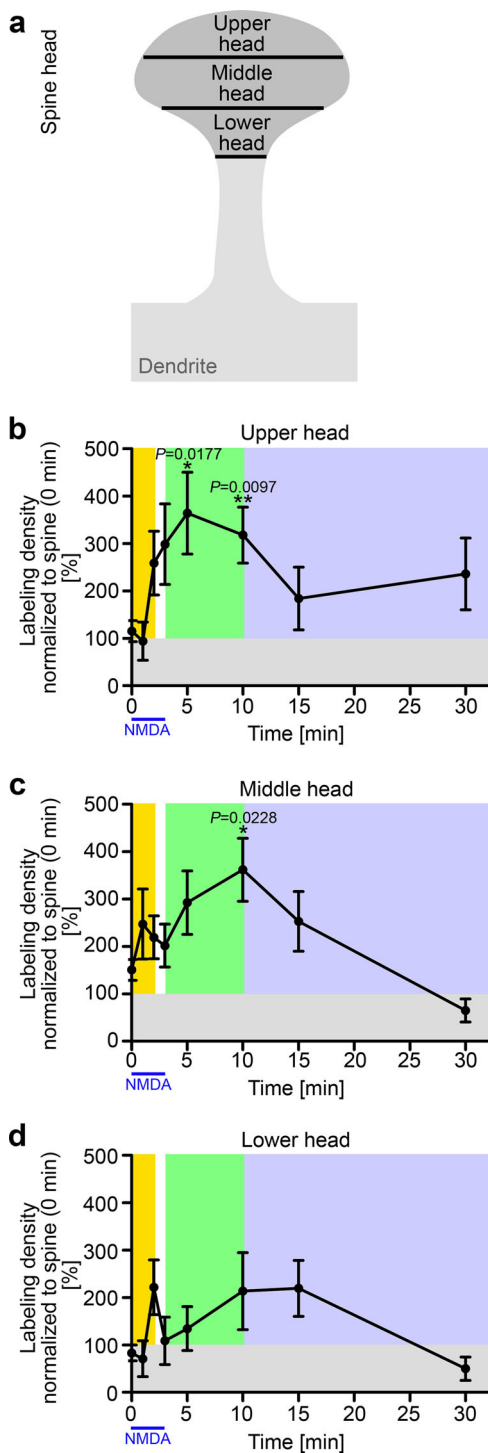 a
Spine head
Upper
head
Middle
head
Lower
head
Dendrite
b
Upper head
Labeling density
normalized to spine (0 min)
[%]
500
400
300
200
100
0
P=0.0177
*
P=0.0097
**
0
5
10
15
20
25
30
NMDA
Time [min]
c
Middle head
Labeling density
normalized to spine (0 min)
[%]
500
400
300
200
100
0
P=0.0228
*
0
5
10
15
20
25
30
NMDA
Time [min]
d
Lower head
Labeling density
normalized to spine (0 min)
[%]
500
400
300
200
100
0
0
5
10
15
20
25
30
NMDA
Time [min]